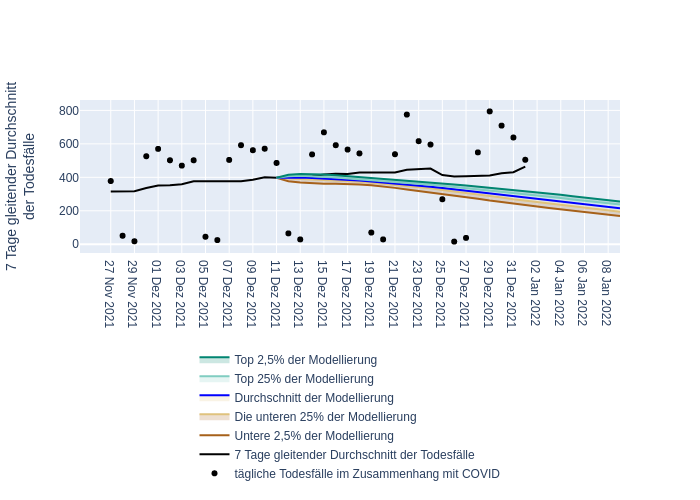 7 Tage gleitender Durchschnitt
der Todesfälle
800
600
400
200
0
27 Nov 2021
29 Nov 2021
01 Dez 2021
03 Dez 2021
05 Dez 2021
07 Dez 2021
09 Dez 2021
11 Dez 2021
13 Dez 2021
15 Dez 2021
17 Dez 2021
19 Dez 2021
21 Dez 2021
23 Dez 2021
25 Dez 2021
27 Dez 2021
29 Dez 2021
31 Dez 2021
02 Jan 2022
04 Jan 2022
06 Jan 2022
08 Jan 2022
Top 2,5% der Modellierung
Top 25% der Modellierung
Durchschnitt der Modellierung
Die unteren 25% der Modellierung
Untere 2,5% der Modellierung
7 Tage gleitender Durchschnitt der Todesfälle
tägliche Todesfälle im Zusammenhang mit COVID